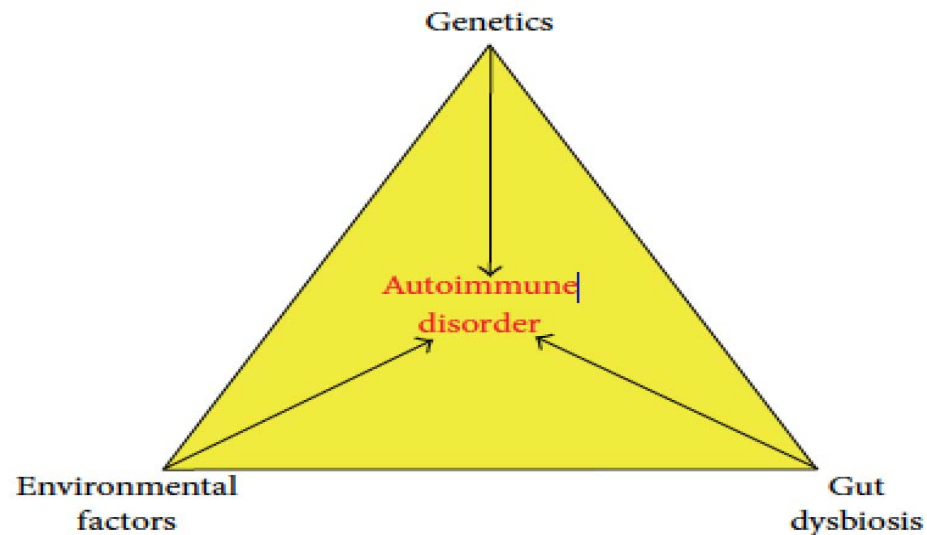 Genetics
Autoimmune
disorder
Environmental
factors
Gut
dysbiosis